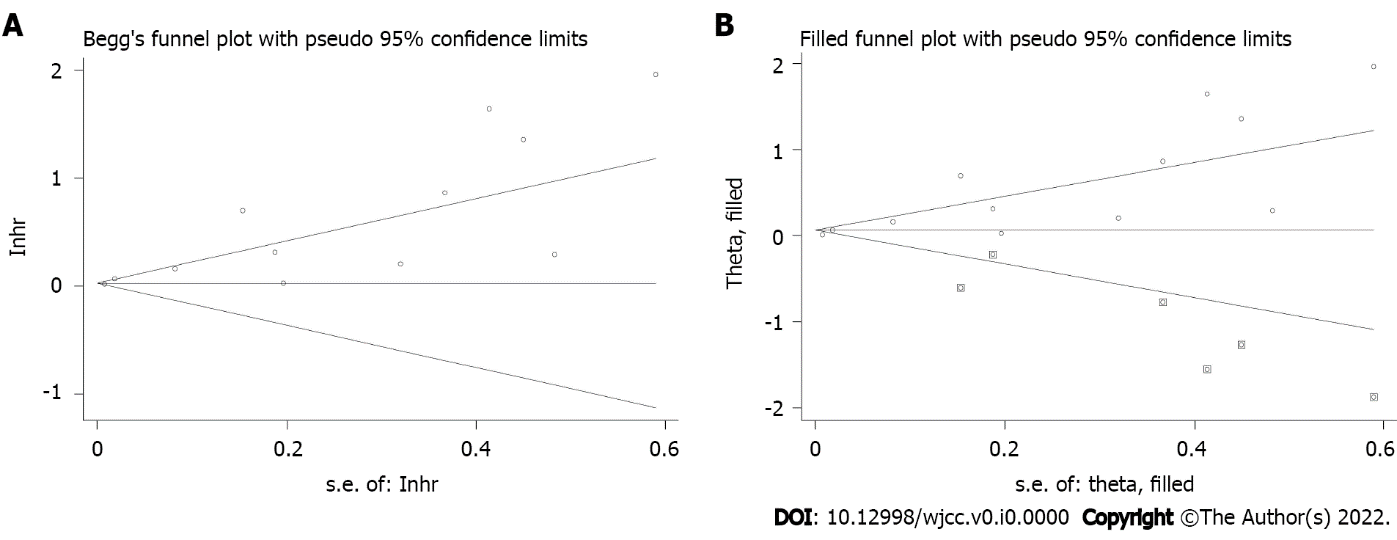 A
Begg's funnel plot with pseudo 95% confidence limits
2
1
0
-1
lnhr
0
0.2
0.4
0.6
s.e. of: lnhr
B
Filled funnel plot with pseudo 95% confidence limits
2
1
0
-1
-2
Theta, filled
0
0.2
0.4
0.6
s.e. of: theta, filled
DOI: 10.12998/wjcc.v0.i0.0000 Copyright ©The Author(s) 2022.